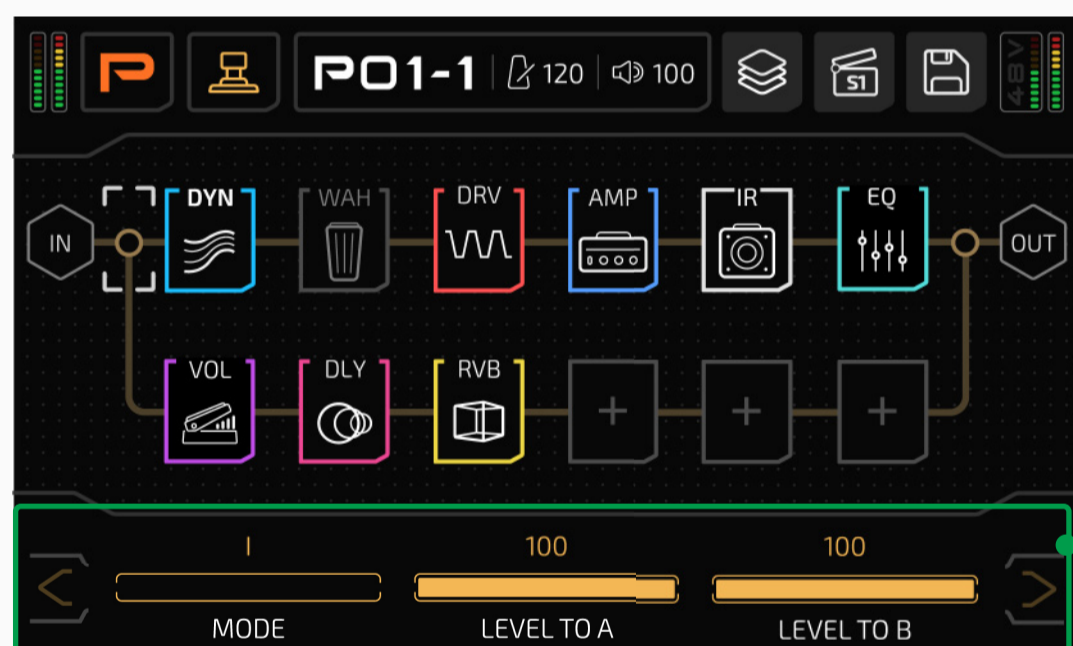 P01-1 120 100 S1 48V
DYN WAH DRV AMP IR EQ
IN OUT
VOL DLY RVB
I 100 100
MODE LEVEL TO A LEVEL TO B